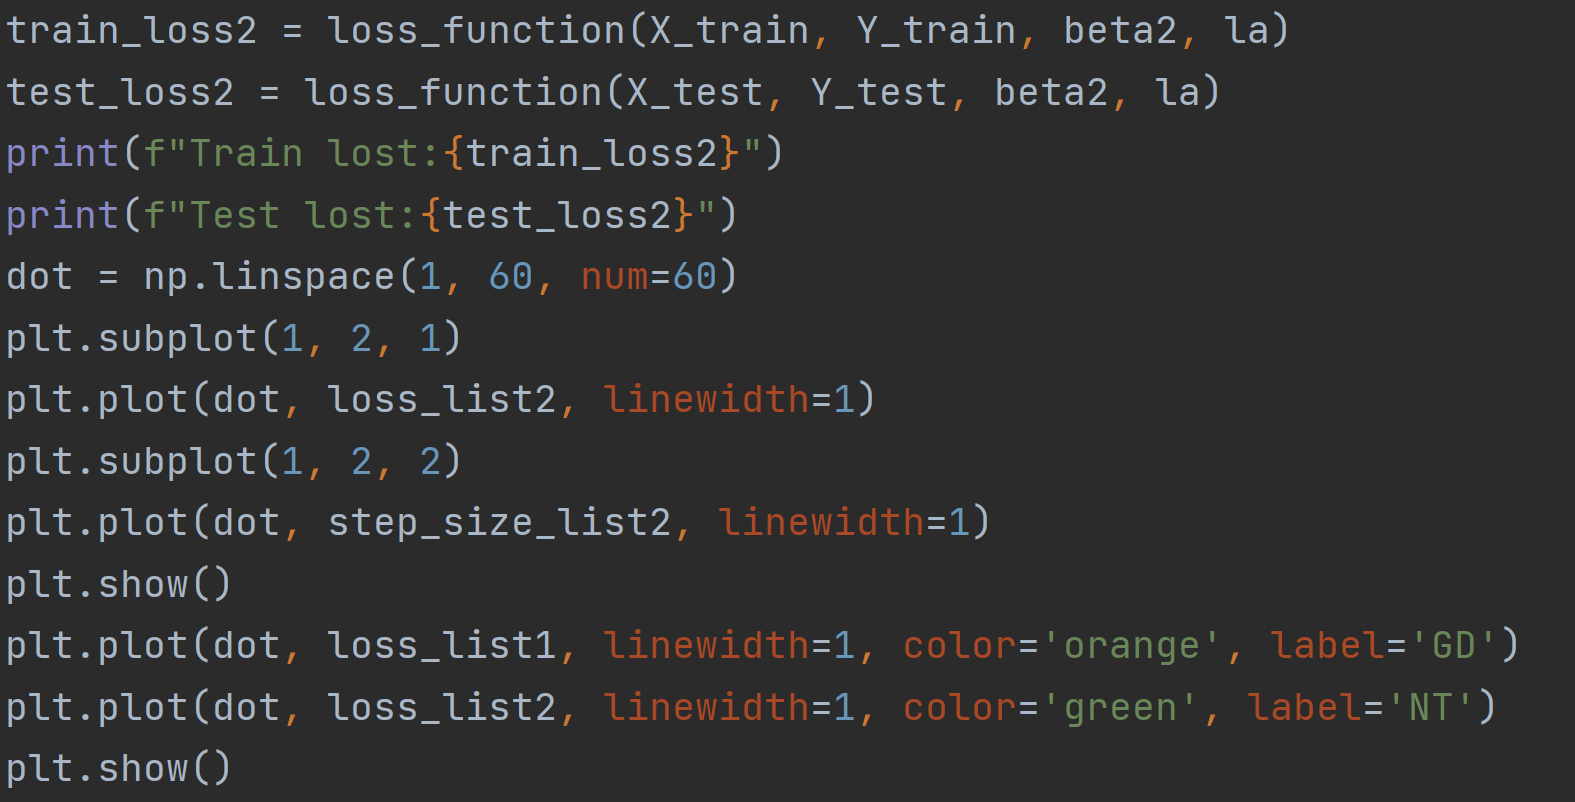 train_loss2 = loss_function(X_train, Y_train, beta2, la)
test_loss2 = loss_function(X_test, Y_test, beta2, la)
print(f"Train lost:{train_loss2}")
print(f"Test lost:{test_loss2}")
dot = np.linspace(1, 60, num=60)
plt.subplot(1, 2, 1)
plt.plot(dot, loss_list2, linewidth=1)
plt.subplot(1, 2, 2)
plt.plot(dot, step_size_list2, linewidth=1)
plt.show()
plt.plot(dot, loss_list1, linewidth=1, color='orange', label='GD')
plt.plot(dot, loss_list2, linewidth=1, color='green', label='NT')
plt.show()